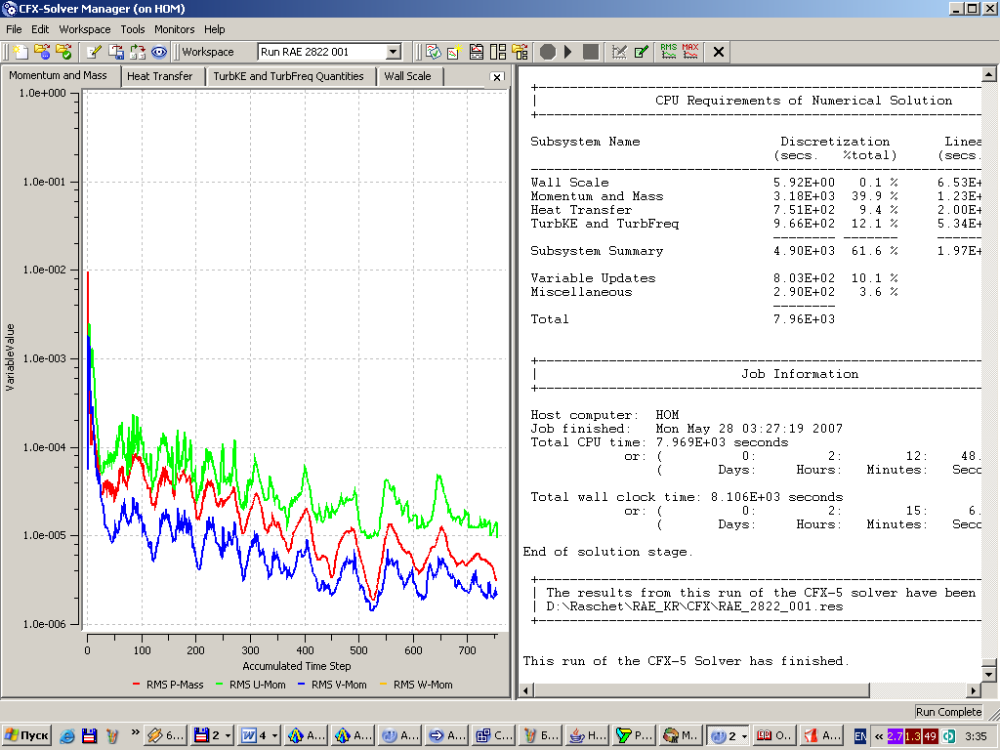 CFX-Solver Manager (on HOM)
File Edit Workspace Tools Monitors Help
Workspace Run RAE 2822 001 RMS MAX
Momentum and Mass Heat Transfer TurbKE and TurbFreq Quantities Wall Scale
1.0e+000
1.0e-001
1.0e-002
1.0e-003
1.0e-004
1.0e-005
1.0e-006
VariableValue
0 100 200 300 400 500 600 700
Accumulated Time Step
RMS P-Mass RMS U-Mom RMS V-Mom RMS W-Mom
+--------------------------------------------------------------------
| CPU Requirements of Numerical Solution
+--------------------------------------------------------------------
Subsystem Name Discretization Linea
(secs. %total) (secs.
----------------------------------------------------------------------
Wall Scale 5.92E+00 0.1 % 6.53E+
Momentum and Mass 3.18E+03 39.9 % 1.23E+
Heat Transfer 7.51E+02 9.4 % 2.00E+
TurbKE and TurbFreq 9.66E+02 12.1 % 5.34E+
-------- ------- ------
Subsystem Summary 4.90E+03 61.6 % 1.97E+
Variable Updates 8.03E+02 10.1 %
Miscellaneous 2.90E+02 3.6 %
--------
Total 7.96E+03
+--------------------------------------------------------------------
| Job Information
+--------------------------------------------------------------------
Host computer: HOM
Job finished: Mon May 28 03:27:19 2007
Total CPU time: 7.969E+03 seconds
or: ( 0: 2: 12: 48.
( Days: Hours: Minutes: Seco
Total wall clock time: 8.106E+03 seconds
or: ( 0: 2: 15: 6.
( Days: Hours: Minutes: Seco
End of solution stage.
+--------------------------------------------------------------------
| The results from this run of the CFX-5 solver have been
| D:\Raschet\RAE_KR\CFX\RAE_2822_001.res
+--------------------------------------------------------------------
This run of the CFX-5 Solver has finished.
Run Complete
Пуск » 6... 2 4 A... A... A... A... C... Б... H... P... M... 2 O... A... EN « 2.7 1.3 49 3:35